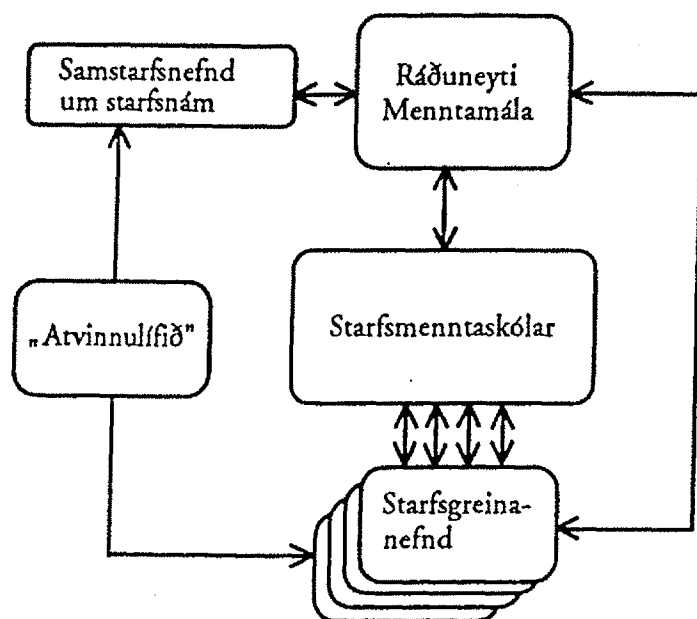 Samstarfsnefnd
um starfsnám
Ráðuneyti
Menntamála
„Atvinnulífið"
Starfsmenntaskólar
Starfsgreina-
nefnd